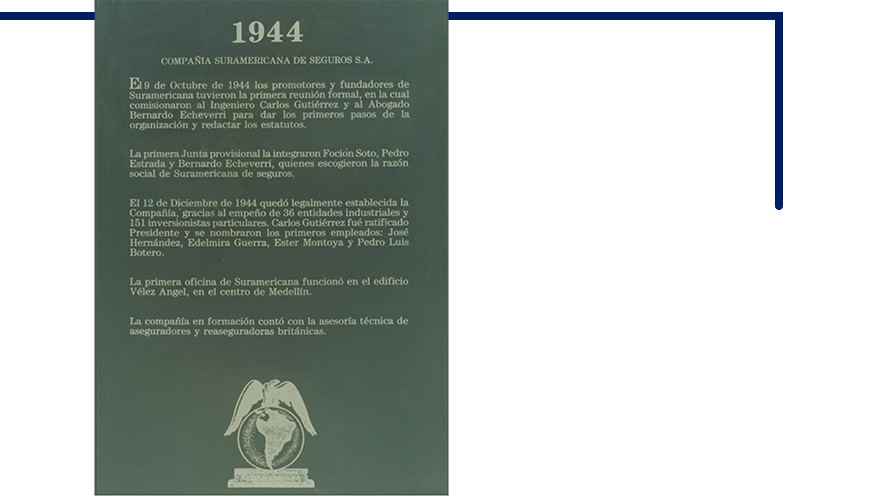 1944
COMPAÑIA SURAMERICANA DE SEGUROS S.A.
El 9 de Octubre de 1944 los promotores y fundadores de
Suramericana tuvieron la primera reunión formal, en la cual
comisionaron al Ingeniero Carlos Gutiérrez y al Abogado
Bernardo Echeverri para dar los primeros pasos de la
organización y redactar los estatutos.
La primera Junta provisional la integraron Foción Soto, Pedro
Estrada y Bernardo Echeverri, quienes escogieron la razón
social de Suramericana de seguros.
El 12 de Diciembre de 1944 quedó legalmente establecida la
Compañía, gracias al empeño de 36 entidades industriales y
151 inversionistas particulares. Carlos Gutiérrez fué ratificado
Presidente y se nombraron los primeros empleados: José
Hernández, Edelmira Guerra, Ester Montoya y Pedro Luis
Botero.
La primera oficina de Suramericana funcionó en el edificio
Vélez Angel, en el centro de Medellín.
La compañía en formación contó con la asesoría técnica de
aseguradores y reaseguradoras británicas.